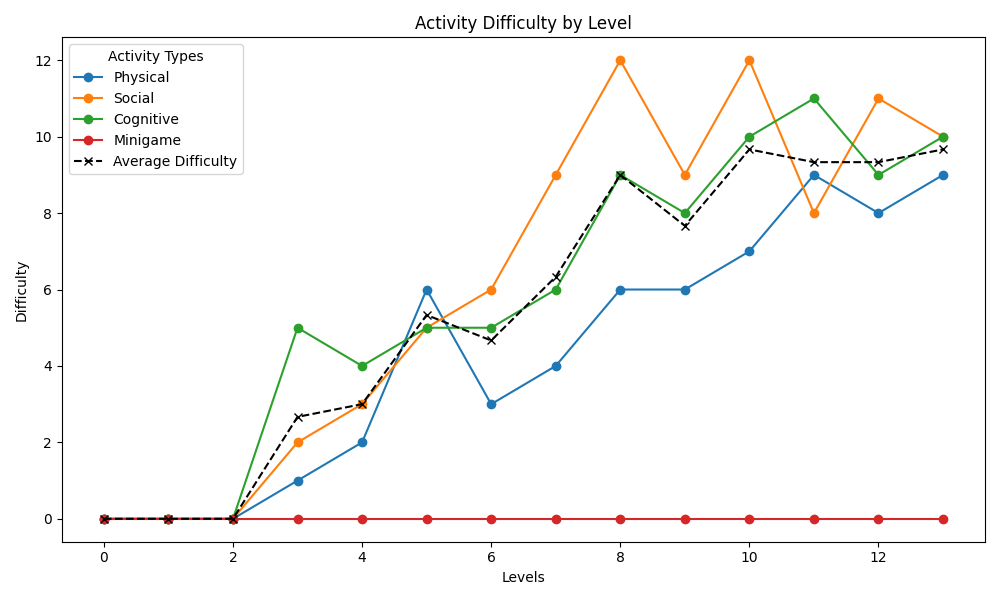 Activity Difficulty by Level
Activity Types
Physical
Social
Cognitive
Minigame
Average Difficulty
Difficulty
12
10
8
6
4
2
0
0 2 4 6 8 10 12
Levels